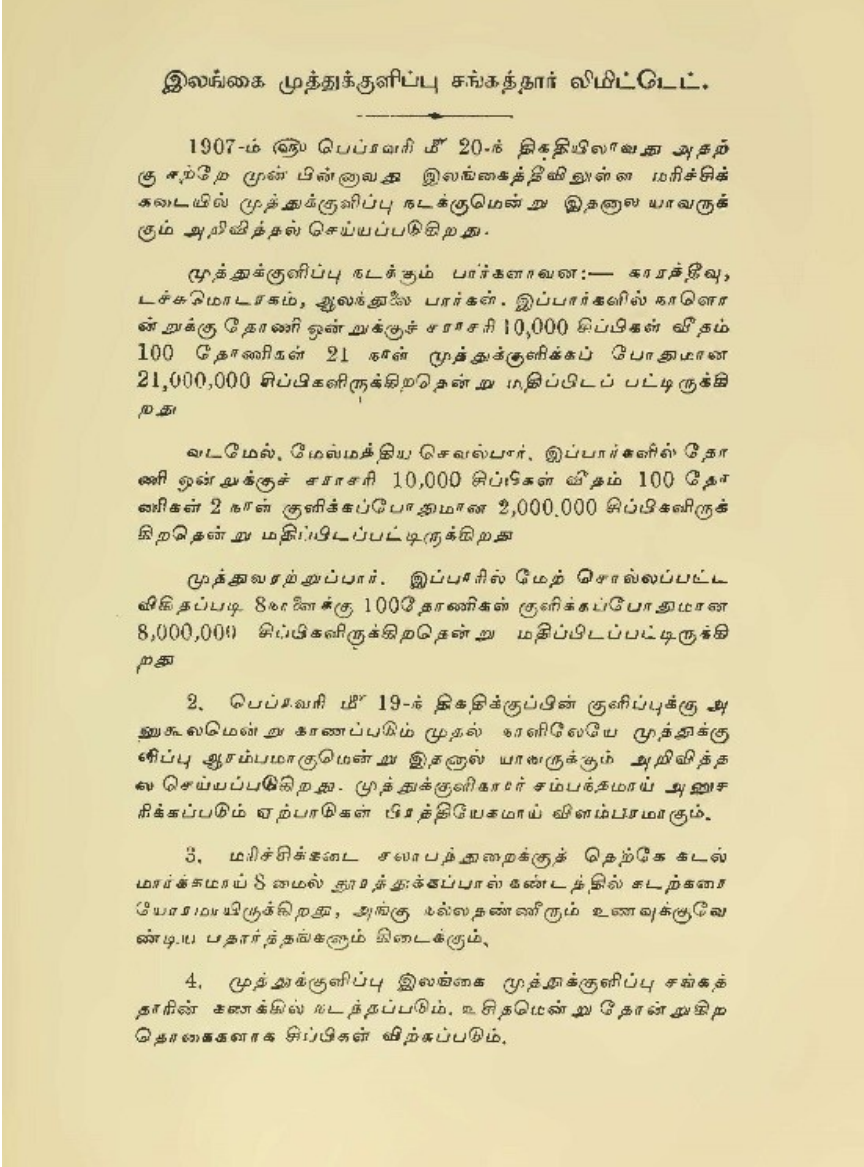 இலங்கை முத்துக்குளிப்பு சங்கத்தார் லிமிட்டெட்.
1907-ம் ௵ பெப்ரவரி மீ 20-ந் திகதியிலாவது அதற்
கு சற்றே முன் பின்னாவது இலங்கைத்தீவிலுள்ள மரிச்சிக்
கடையில் முத்துக்குளிப்பு நடக்குமென்று இதனால் யாவருக்
கும் அறிவித்தல் செய்யப்படுகிறது.
முத்துக்குளிப்பு நடக்கும் பார்களாவன:— காரத்தீவு,
டச்சுமொடரகம், ஆலந்துறை பார்கள். இப்பார்களில் நாளொ
ன்றுக்கு தோணி ஒன்றுக்குச் சராசரி 10,000 சிப்பிகள் வீதம்
100 தோணிகள் 21 நாள் முத்துக்குளிக்கப் போதுமான
21,000,000 சிப்பிகளிருக்கிறதென்று மதிப்பிடப் பட்டிருக்கி
றது
வடமேல், மேல்மத்திய செவல்பார். இப்பார்களில் தோ
ணி ஒன்றுக்குச் சராசரி 10,000 சிப்பிகள் வீதம் 100 தோ
ணிகள் 2 நாள் குளிக்கப்போதுமான 2,000,000 சிப்பிகளிருக்
கிறதென்று மதிப்பிடப்பட்டிருக்கிறது
முத்துவரற்றுப்பார். இப்பாரில் மேற் சொல்லப்பட்ட
விகிதப்படி 8நாளைக்கு 100தோணிகள் குளிக்கப்போதுமான
8,000,000 சிப்பிகளிருக்கிறதென்று மதிப்பிடப்பட்டிருக்கி
றது
2. பெப்ரவரி மீ 19-ந் திகதிக்குப்பின் குளிப்புக்கு அ
னுகூலமென்று காணப்படும் முதல் நாளிலேயே முத்துக்கு
ளிப்பு ஆரம்பமாகுமென்று இதனால் யாவருக்கும் அறிவித்த
ல் செய்யப்படுகிறது. முத்துக்குளிகாரர் சம்பந்தமாய் அனுச
ரிக்கப்படும் ஏற்பாடுகள் பிரத்தியேகமாய் விளம்பரமாகும்.
3. மரிச்சிக்கடை சலாபத்துறைக்குத் தெற்கே கடல்
மார்க்கமாய் 8 மைல் தூரத்துக்கப்பால் கண்டத்தில் கடற்கரை
யோரமாயிருக்கிறது, அங்கு நல்லதண்ணீரும் உணவுக்குவே
ண்டிய பதார்த்தங்களும் கிடைக்கும்.
4. முத்துக்குளிப்பு இலங்கை முத்துக்குளிப்பு சங்கத்
தாரின் கணக்கில் நடத்தப்படும். உசிதமென்று தோன்றுகிற
தொகைகளாக சிப்பிகள் விற்கப்படும்.